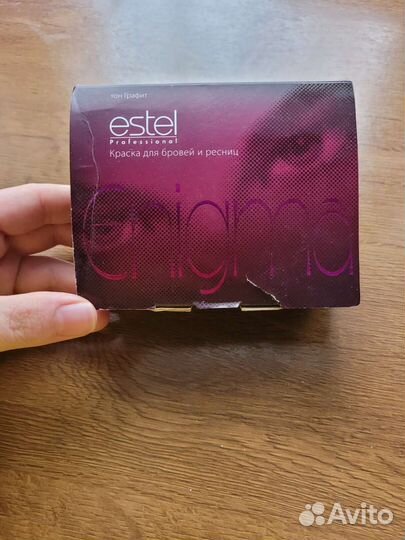 тон Графит
estel
Professional
Краска для бровей и ресниц
Enigma
Avito